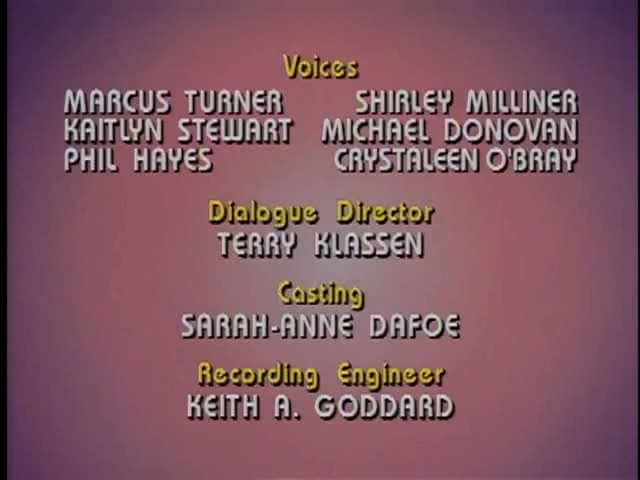 Voices
MARCUS TURNER SHIRLEY MILLINER
KAITLYN STEWART MICHAEL DONOVAN
PHIL HAYES CRYSTALEEN O'BRAY
Dialogue Director
TERRY KLASSEN
Casting
SARAH-ANNE DAFOE
Recording Engineer
KEITH A. GODDARD